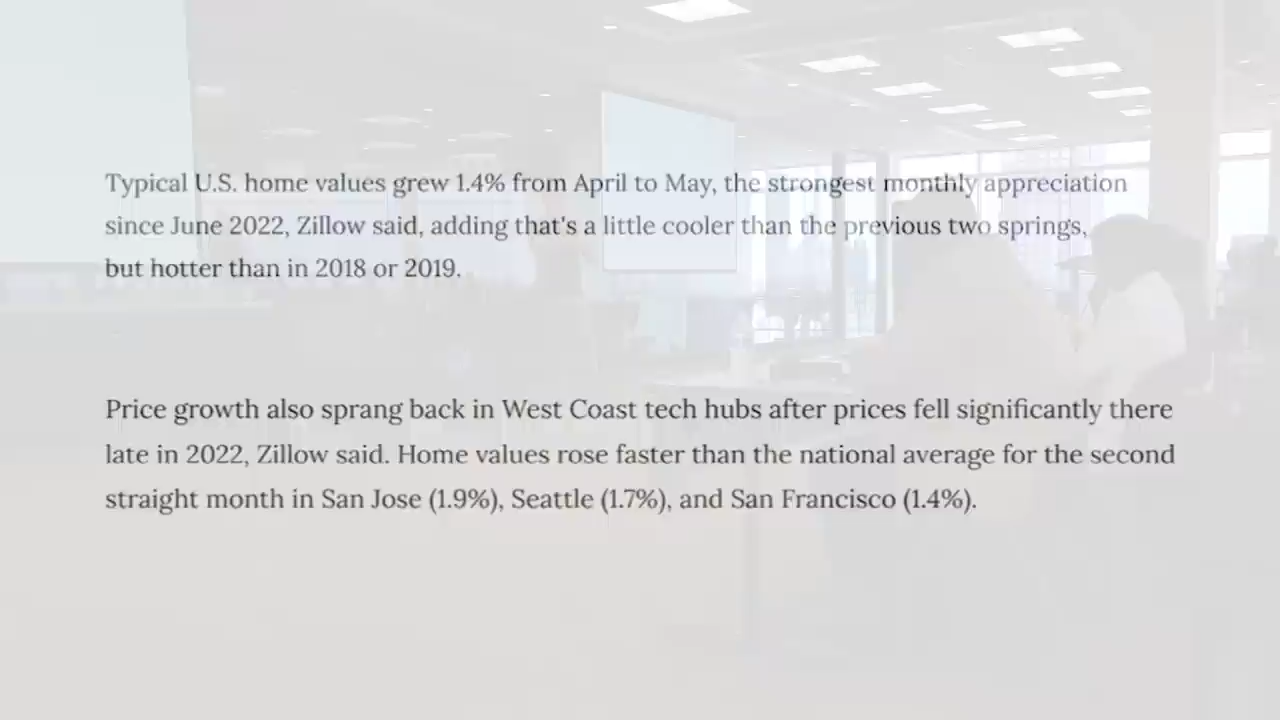 Typical U.S. home values grew 1.4% from April to May, the strongest monthly appreciation
since June 2022, Zillow said, adding that's a little cooler than the previous two springs,
but hotter than in 2018 or 2019.
Price growth also sprang back in West Coast tech hubs after prices fell significantly there
late in 2022, Zillow said. Home values rose faster than the national average for the second
straight month in San Jose (1.9%), Seattle (1.7%), and San Francisco (1.4%).